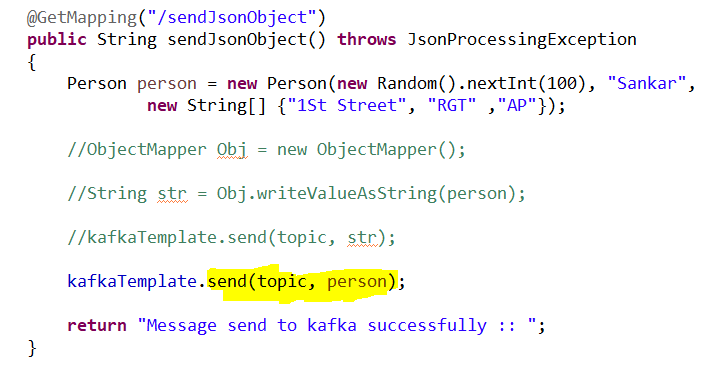 @GetMapping("/sendJsonObject")
public String sendJsonObject() throws JsonProcessingException
{
Person person = new Person(new Random().nextInt(100), "Sankar",
new String[] {"1St Street", "RGT" ,"AP"});
//ObjectMapper Obj = new ObjectMapper();
//String str = Obj.writeValueAsString(person);
//kafkaTemplate.send(topic, str);
kafkaTemplate.send(topic, person);
return "Message send to kafka successfully :: ";
}